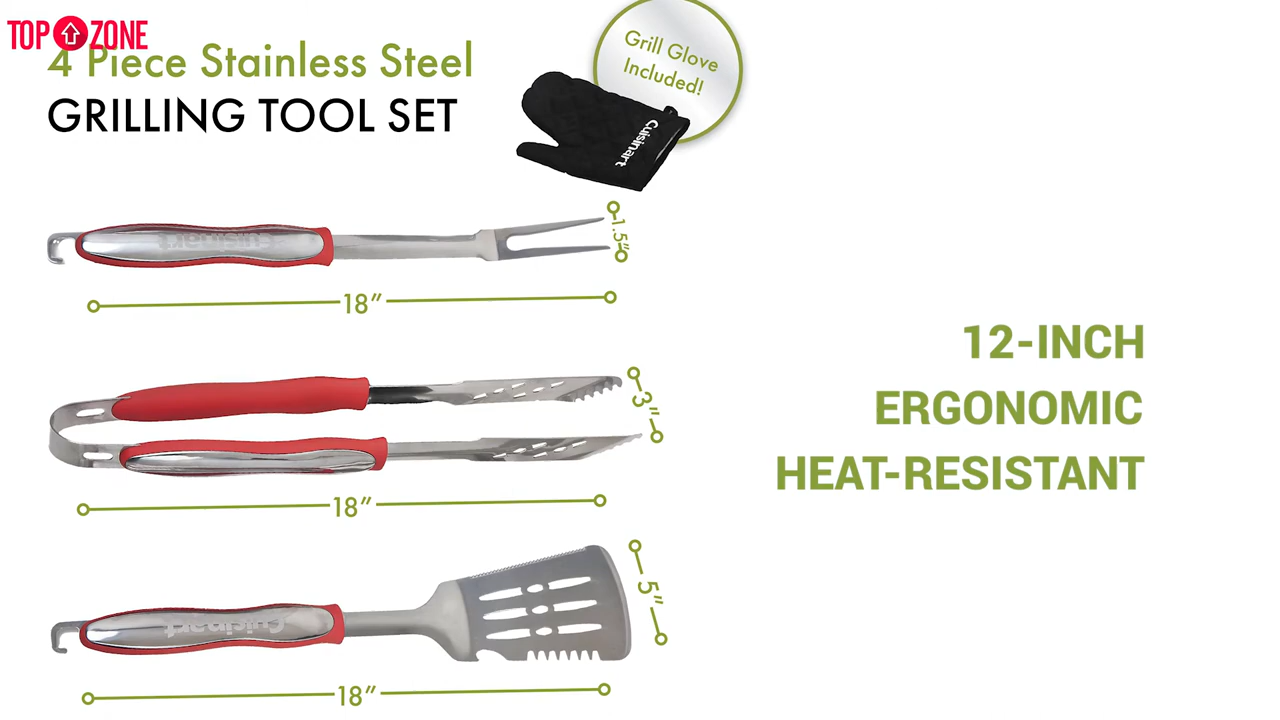 TOP ZONE
4 Piece Stainless Steel
GRILLING TOOL SET
Grill Glove
Included!
Cuisinart
Cuisinart
1.5"
18"
3"
18"
Cuisinart
5"
18"
12-INCH
ERGONOMIC
HEAT-RESISTANT